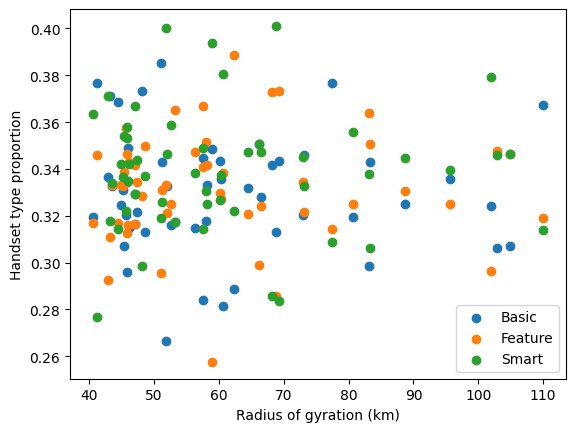 0.40
0.38
0.36
0.34
0.32
0.30
0.28
0.26
Handset type proportion
40 50 60 70 80 90 100 110
Radius of gyration (km)
Basic
Feature
Smart